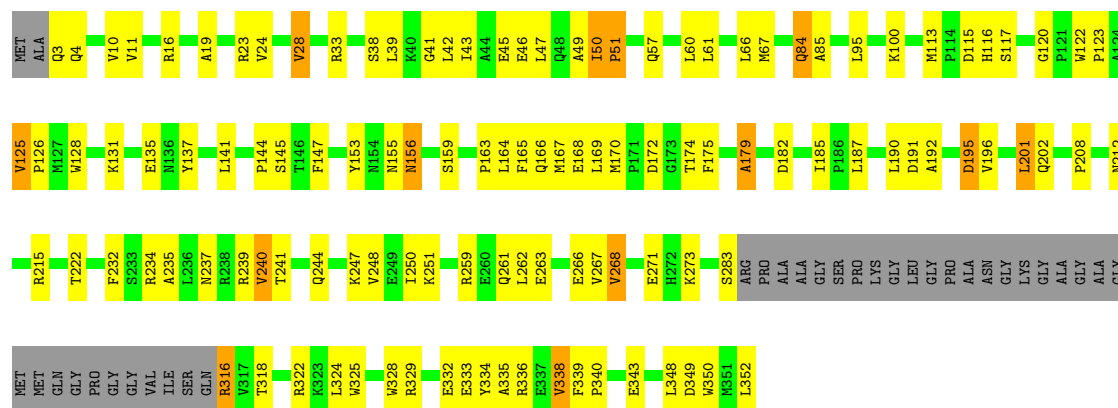 MET ALA Q3 Q4 V10 V11 R16 A19 R23 V24 V28 R33 S38 L39 K40 G41 L42 I43 A44 E45 E46 L47 Q48 A49 I50 P51 Q57 L60 L61 L66 M67 Q84 A85 L95 K100 M113 P114 D115 H116 S117 G120 P121 W122 P123 A124
V125 P126 M127 W128 K131 E135 N136 Y137 L141 P144 S145 T146 F147 Y153 N154 N155 N156 S159 P163 L164 F165 Q166 M167 E168 L169 M170 P171 D172 G173 T174 F175 A179 D182 I185 P186 L187 L190 D191 A192 D195 V196 L201 Q202 P208 N212
R215 T222 F232 S233 R234 A235 L236 N237 R238 R239 V240 T241 Q244 K247 V248 E249 I250 K251 R259 E260 Q261 L262 E263 E266 V267 V268 E271 H272 K273 S283 ARG PRO ALA ALA GLY SER PRO LYS GLY LEU GLY PRO ALA ASN GLY LYS GLY ALA GLY ALA GLY
MET MET GLN GLY PRO GLY GLY VAL ILE SER GLN R316 V317 T318 R322 K323 L324 W325 W328 R329 E332 E333 Y334 A335 R336 E337 V338 F339 P340 E343 L348 D349 W350 M351 L352